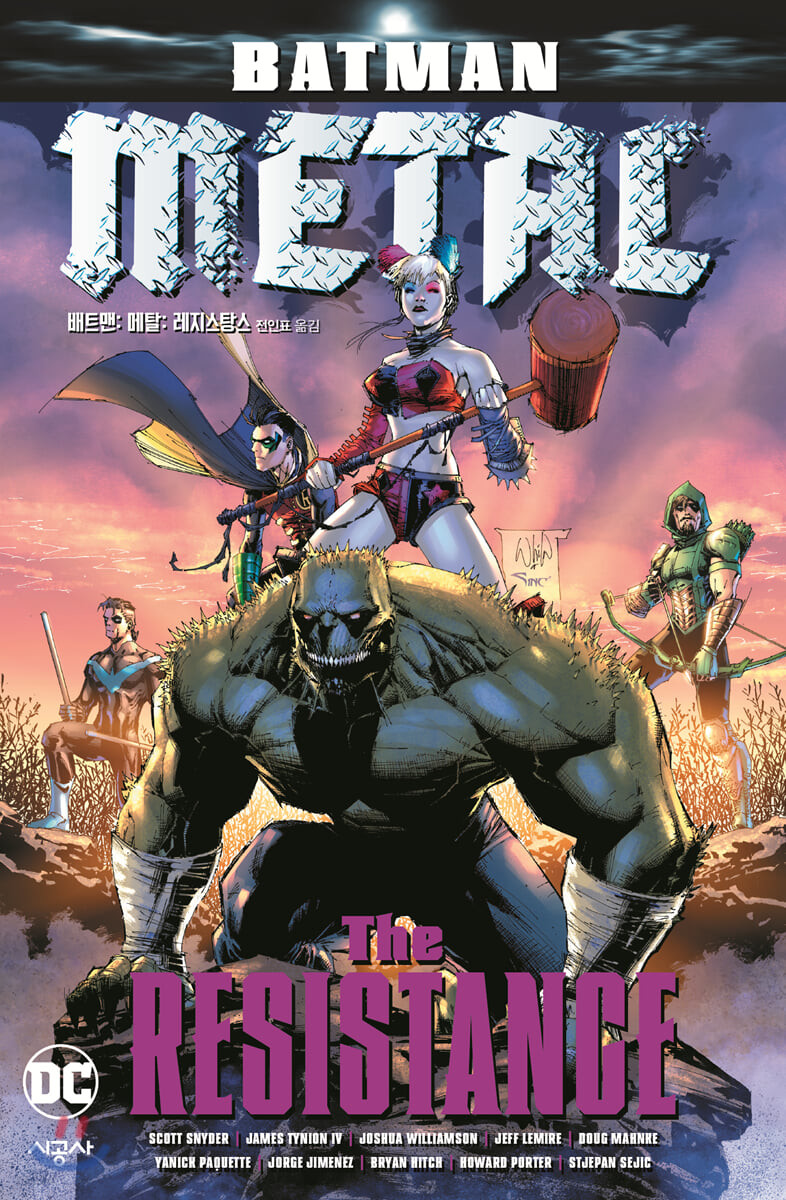 BATMAN
METAL
배트맨: 메탈: 레지스탕스 전인표 옮김
The
RESISTANCE
DC
시공사
SCOTT SNYDER | JAMES TYNION IV | JOSHUA WILLIAMSON | JEFF LEMIRE | DOUG MAHNKE
YANICK PAQUETTE | JORGE JIMENEZ | BRYAN HITCH | HOWARD PORTER | STJEPAN SEJIC